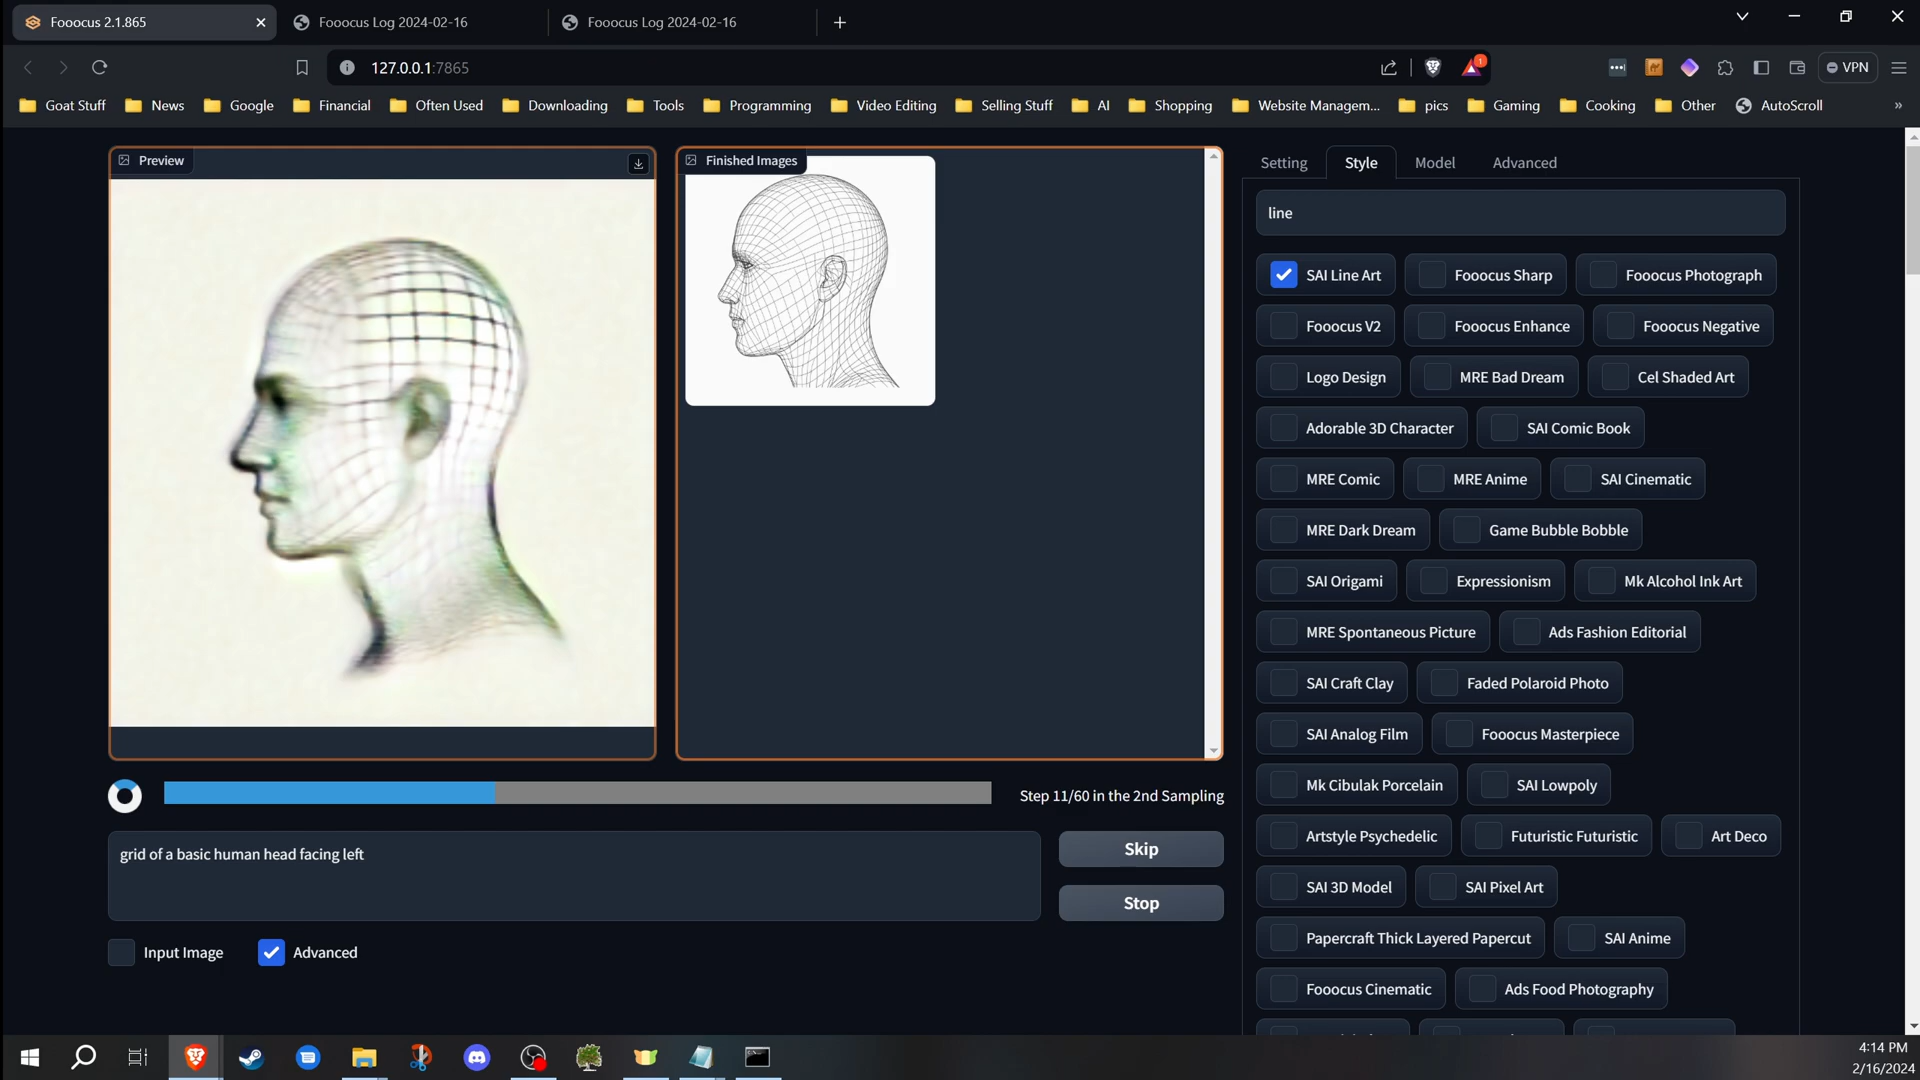 Fooocus 2.1.865
Fooocus Log 2024-02-16
Fooocus Log 2024-02-16
127.0.0.1:7865
1
VPN
Goat Stuff
News
Google
Financial
Often Used
Downloading
Tools
Programming
Video Editing
Selling Stuff
AI
Shopping
Website Managem...
pics
Gaming
Cooking
Other
AutoScroll
»
Preview
Finished Images
Setting
Style
Model
Advanced
line
SAI Line Art
Fooocus Sharp
Fooocus Photograph
Fooocus V2
Fooocus Enhance
Fooocus Negative
Logo Design
MRE Bad Dream
Cel Shaded Art
Adorable 3D Character
SAI Comic Book
MRE Comic
MRE Anime
SAI Cinematic
MRE Dark Dream
Game Bubble Bobble
SAI Origami
Expressionism
Mk Alcohol Ink Art
MRE Spontaneous Picture
Ads Fashion Editorial
SAI Craft Clay
Faded Polaroid Photo
SAI Analog Film
Fooocus Masterpiece
Mk Cibulak Porcelain
SAI Lowpoly
Artstyle Psychedelic
Futuristic Futuristic
Art Deco
SAI 3D Model
SAI Pixel Art
Papercraft Thick Layered Papercut
SAI Anime
Fooocus Cinematic
Ads Food Photography
Step 11/60 in the 2nd Sampling
grid of a basic human head facing left
Skip
Stop
Input Image
Advanced
4:14 PM
2/16/2024